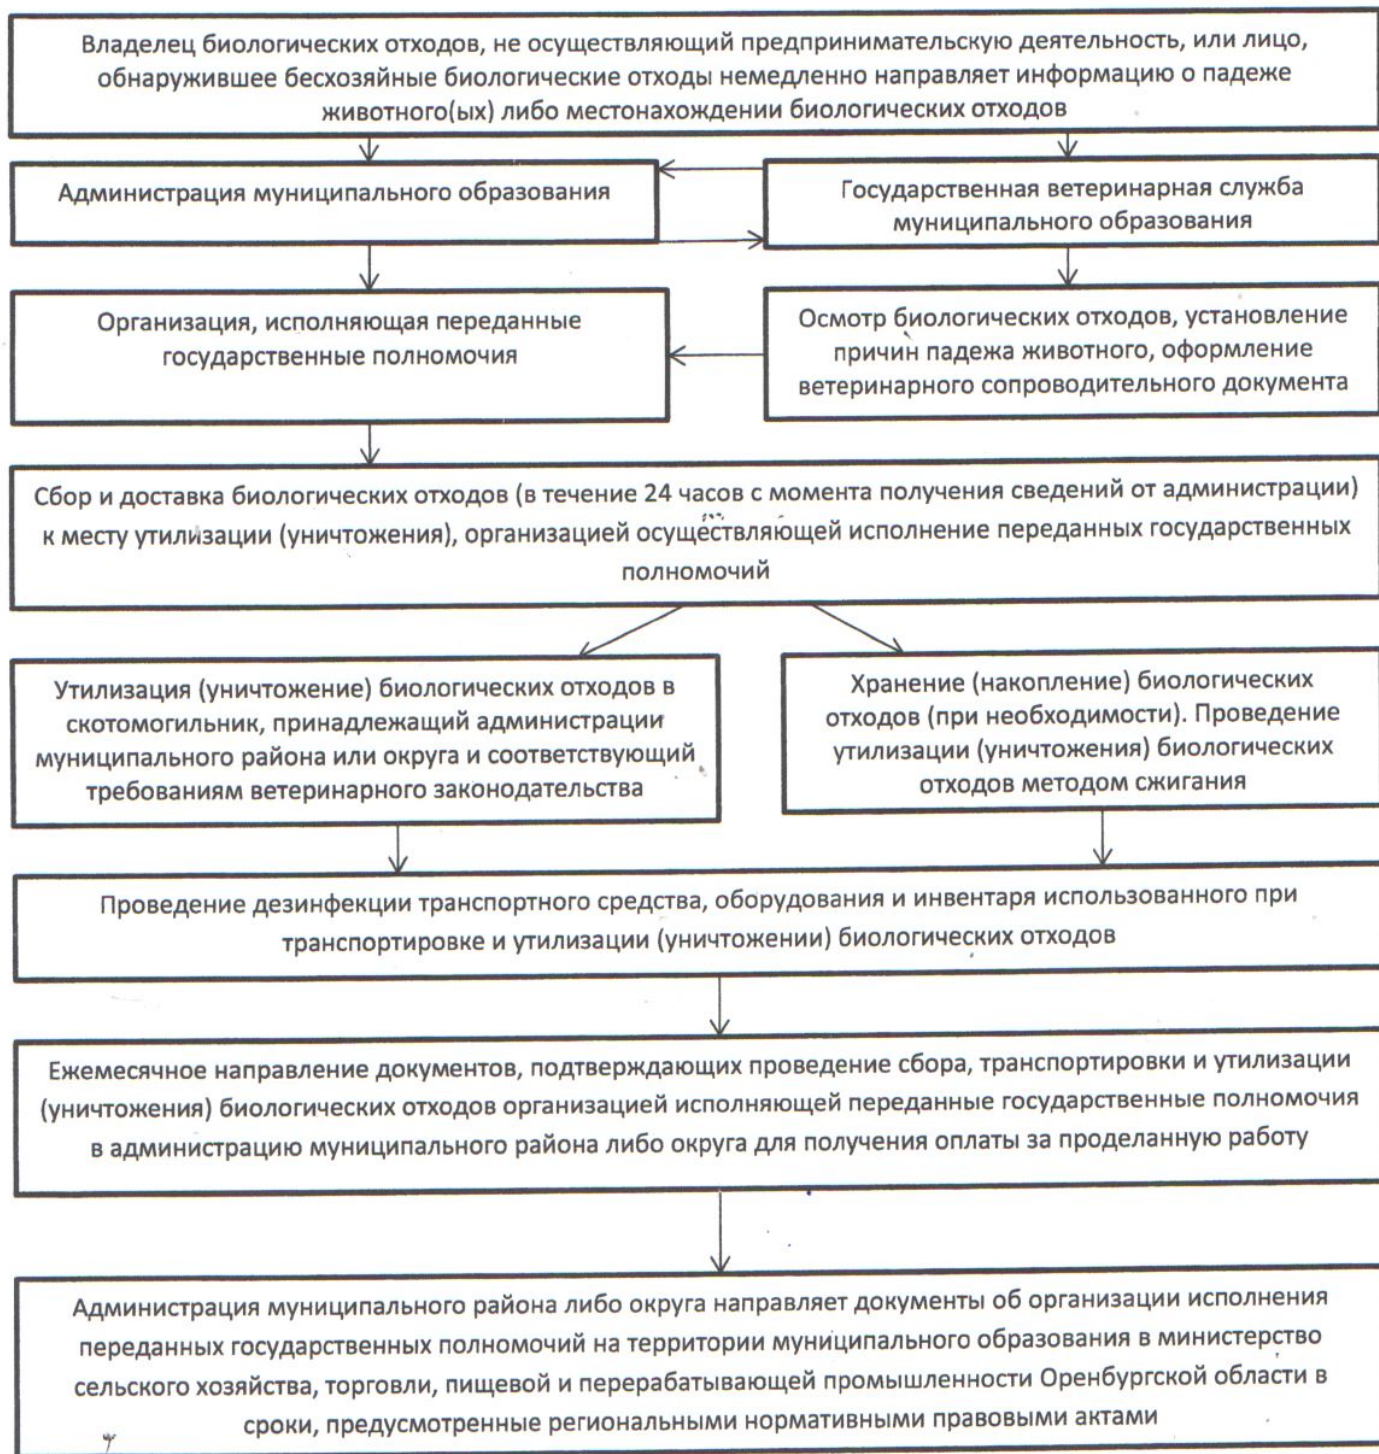 Владелец биологических отходов, не осуществляющий предпринимательскую деятельность, или лицо,
обнаружившее бесхозяйные биологические отходы немедленно направляет информацию о падеже
животного(ых) либо местонахождении биологических отходов
Администрация муниципального образования
Государственная ветеринарная служба
муниципального образования
Организация, исполняющая переданные
государственные полномочия
Осмотр биологических отходов, установление
причин падежа животного, оформление
ветеринарного сопроводительного документа
Сбор и доставка биологических отходов (в течение 24 часов с момента получения сведений от администрации)
к месту утилизации (уничтожения), организацией осуществляющей исполнение переданных государственных
полномочий
Утилизация (уничтожение) биологических отходов в
скотомогильник, принадлежащий администрации
муниципального района или округа и соответствующий
требованиям ветеринарного законодательства
Хранение (накопление) биологических
отходов (при необходимости). Проведение
утилизации (уничтожения) биологических
отходов методом сжигания
Проведение дезинфекции транспортного средства, оборудования и инвентаря использованного при
транспортировке и утилизации (уничтожении) биологических отходов
Ежемесячное направление документов, подтверждающих проведение сбора, транспортировки и утилизации
(уничтожения) биологических отходов организацией исполняющей переданные государственные полномочия
в администрацию муниципального района либо округа для получения оплаты за проделанную работу
Администрация муниципального района либо округа направляет документы об организации исполнения
переданных государственных полномочий на территории муниципального образования в министерство
сельского хозяйства, торговли, пищевой и перерабатывающей промышленности Оренбургской области в
сроки, предусмотренные региональными нормативными правовыми актами